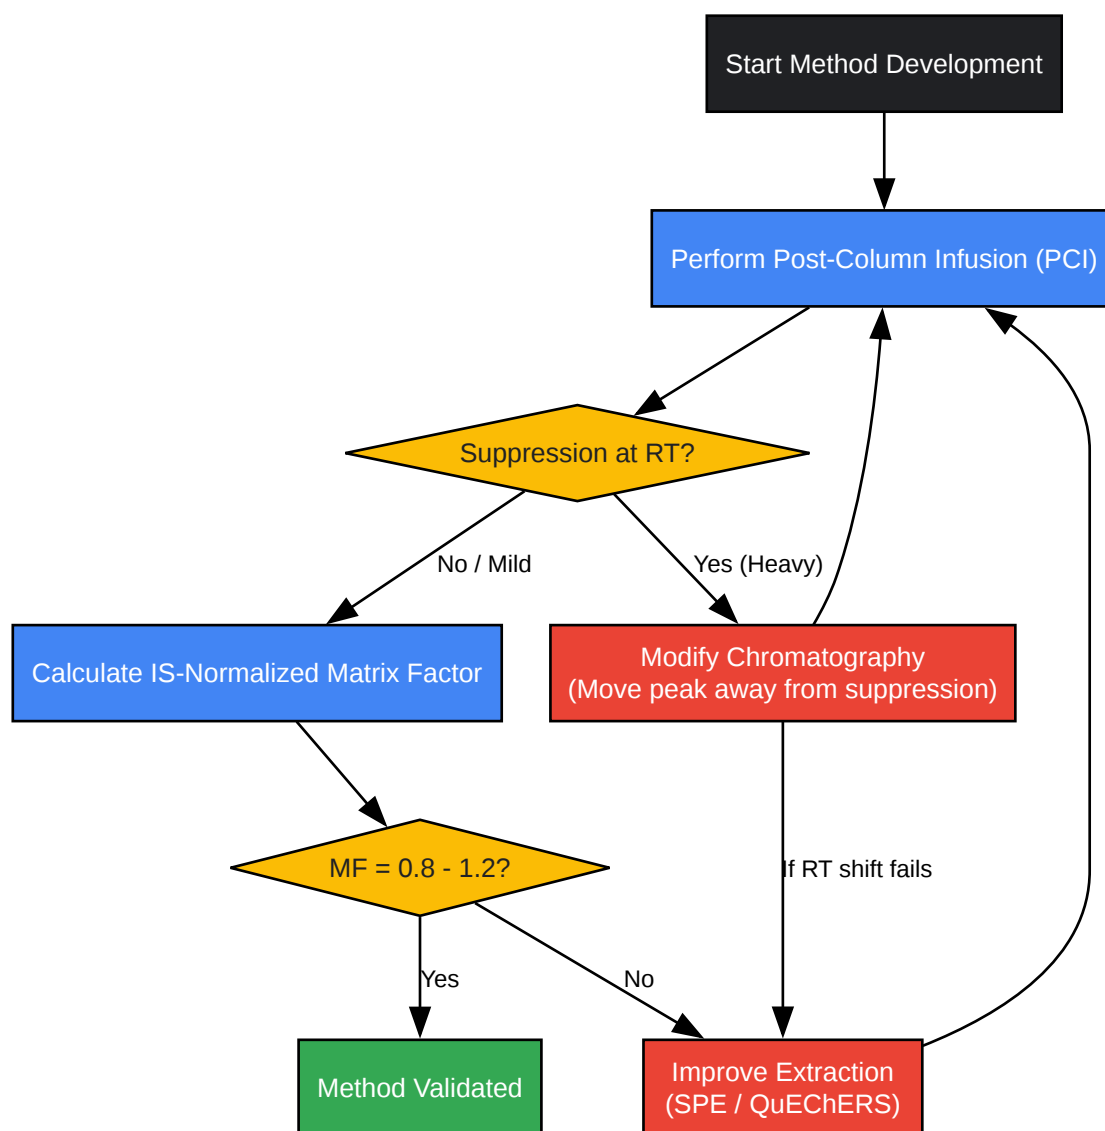 Start Method Development
Perform Post-Column Infusion (PCI)
Suppression at RT?
No / Mild
Yes (Heavy)
Calculate IS-Normalized Matrix Factor
Modify Chromatography
(Move peak away from suppression)
MF = 0.8 - 1.2?
If RT shift fails
Yes
No
Method Validated
Improve Extraction
(SPE / QuEChERS)